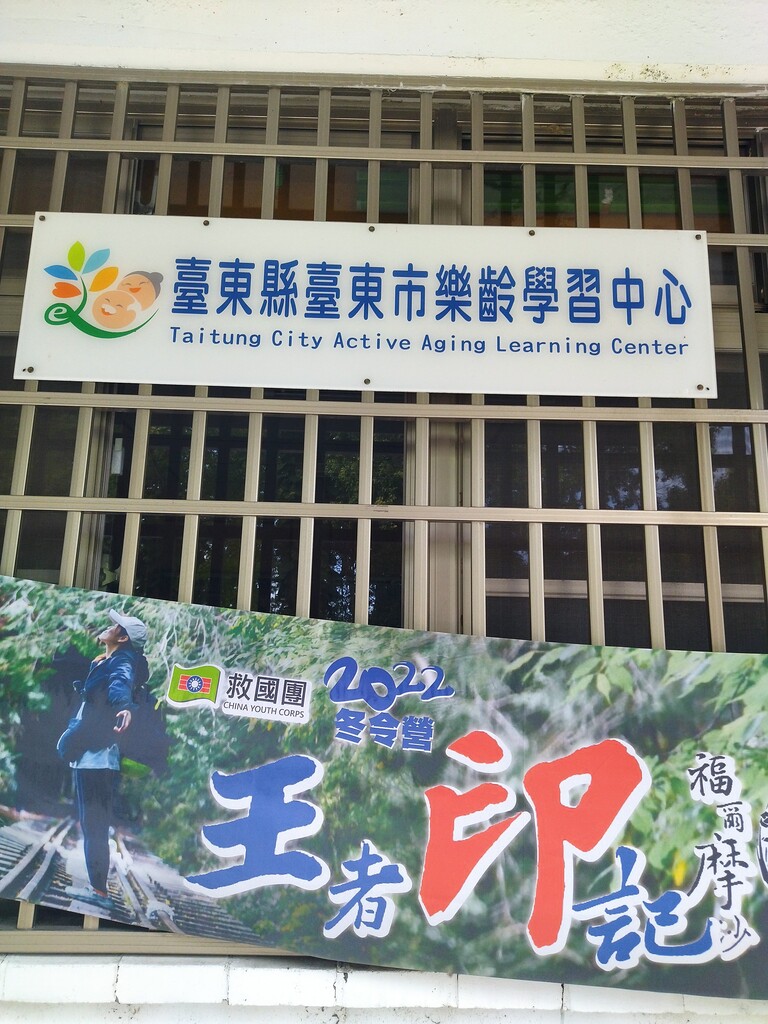 臺東縣臺東市樂齡學習中心
Taitung City Active Aging Learning Center
救國團
CHINA YOUTH CORPS
2022
冬令營
王者印記
福爾摩沙